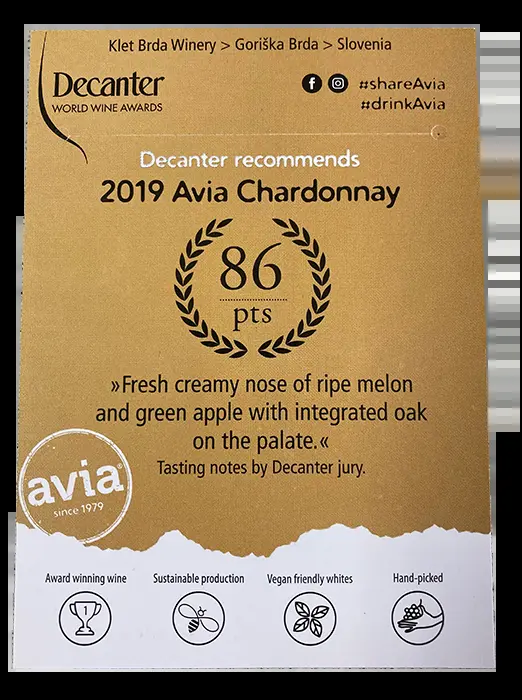 Klet Brda Winery > Goriška Brda > Slovenia
Decanter
WORLD WINE AWARDS
#shareAvia
#drinkAvia
Decanter recommends
2019 Avia Chardonnay
86
pts
»Fresh creamy nose of ripe melon
and green apple with integrated oak
on the palate.«
Tasting notes by Decanter jury.
avia®
since 1979
Award winning wine
Sustainable production
Vegan friendly whites
Hand-picked
1